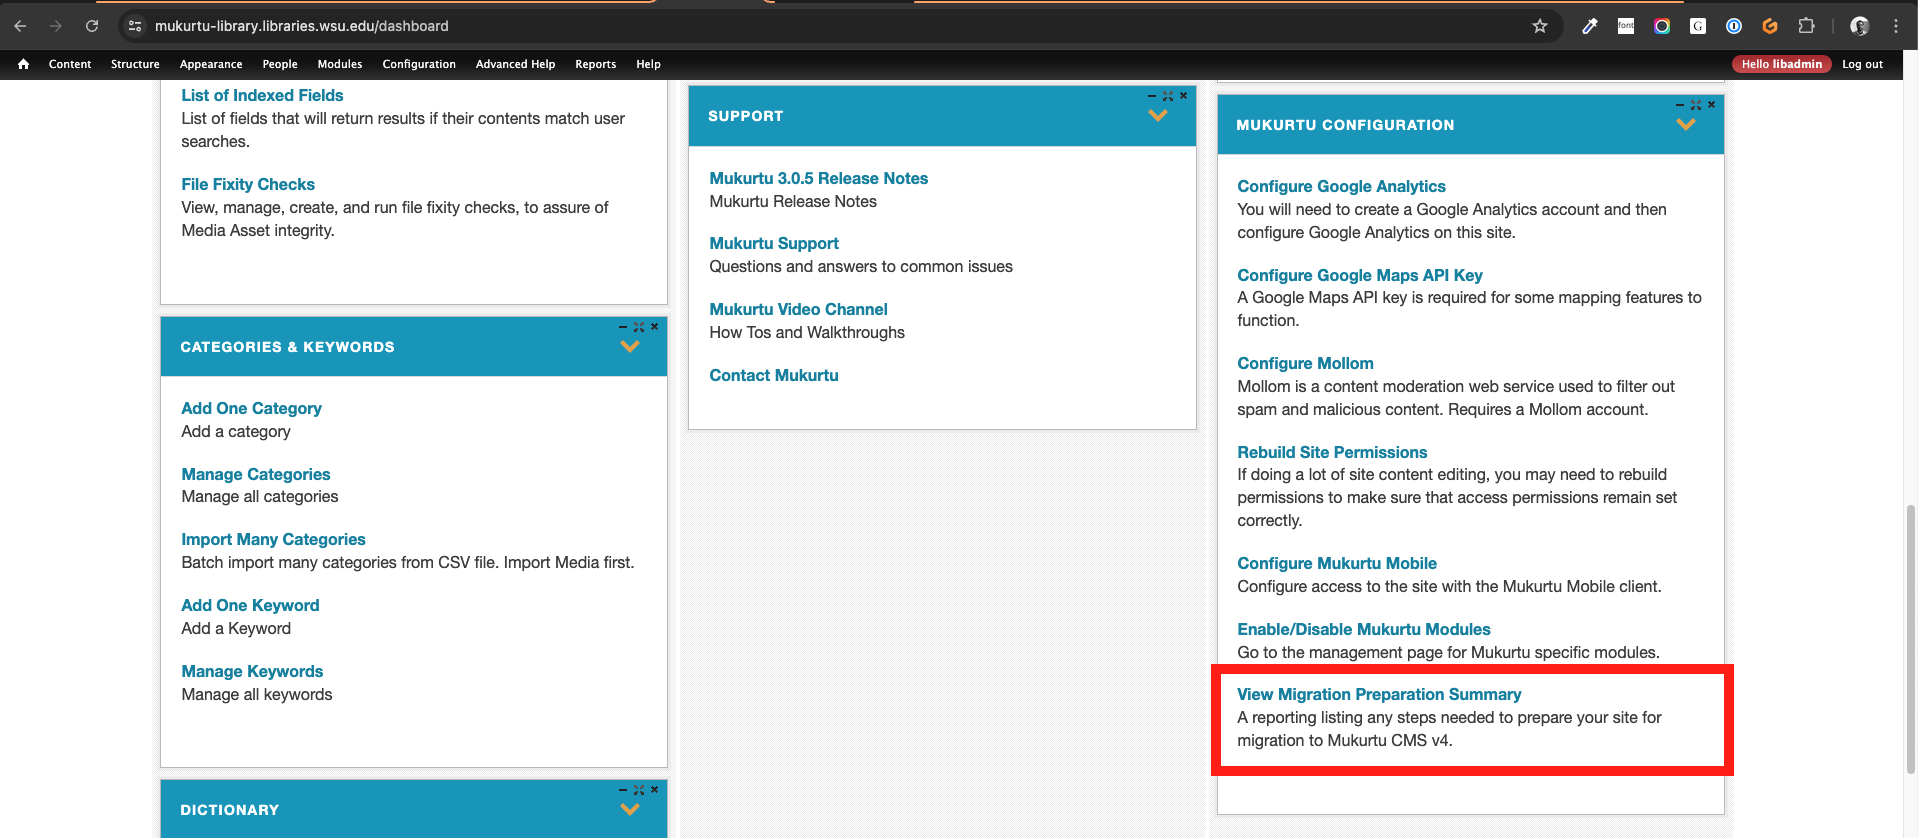 mukurtu-library.libraries.wsu.edu/dashboard
font
G
Content Structure Appearance People Modules Configuration Advanced Help Reports Help
Hello libadmin Log out
List of Indexed Fields
List of fields that will return results if their contents match user
searches.
File Fixity Checks
View, manage, create, and run file fixity checks, to assure of
Media Asset integrity.
CATEGORIES & KEYWORDS
Add One Category
Add a category
Manage Categories
Manage all categories
Import Many Categories
Batch import many categories from CSV file. Import Media first.
Add One Keyword
Add a Keyword
Manage Keywords
Manage all keywords
DICTIONARY
SUPPORT
Mukurtu 3.0.5 Release Notes
Mukurtu Release Notes
Mukurtu Support
Questions and answers to common issues
Mukurtu Video Channel
How Tos and Walkthroughs
Contact Mukurtu
MUKURTU CONFIGURATION
Configure Google Analytics
You will need to create a Google Analytics account and then
configure Google Analytics on this site.
Configure Google Maps API Key
A Google Maps API key is required for some mapping features to
function.
Configure Mollom
Mollom is a content moderation web service used to filter out
spam and malicious content. Requires a Mollom account.
Rebuild Site Permissions
If doing a lot of site content editing, you may need to rebuild
permissions to make sure that access permissions remain set
correctly.
Configure Mukurtu Mobile
Configure access to the site with the Mukurtu Mobile client.
Enable/Disable Mukurtu Modules
Go to the management page for Mukurtu specific modules.
View Migration Preparation Summary
A reporting listing any steps needed to prepare your site for
migration to Mukurtu CMS v4.